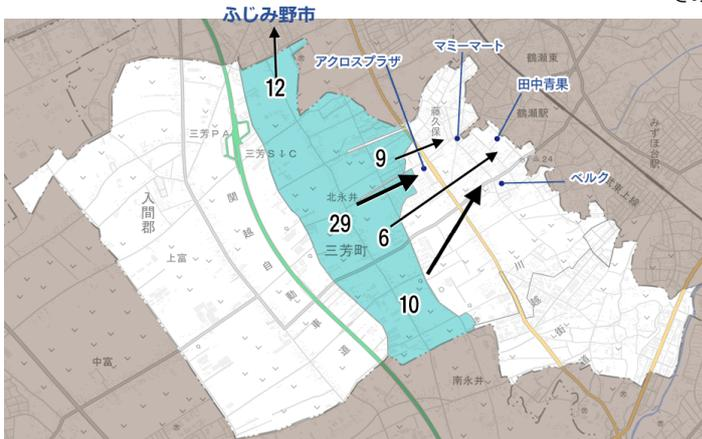 ふじみ野市
マミーマート
アクロスプラザ
鶴瀬東
田中青果
12
藤久保
鶴瀬駅
みずほ台駅
三芳PA
三芳SIC
9
24
ベルク
東上線
入間郡
関越自動車道
北永井
29
6
三芳町
上富
川越街道
10
中富
南永井